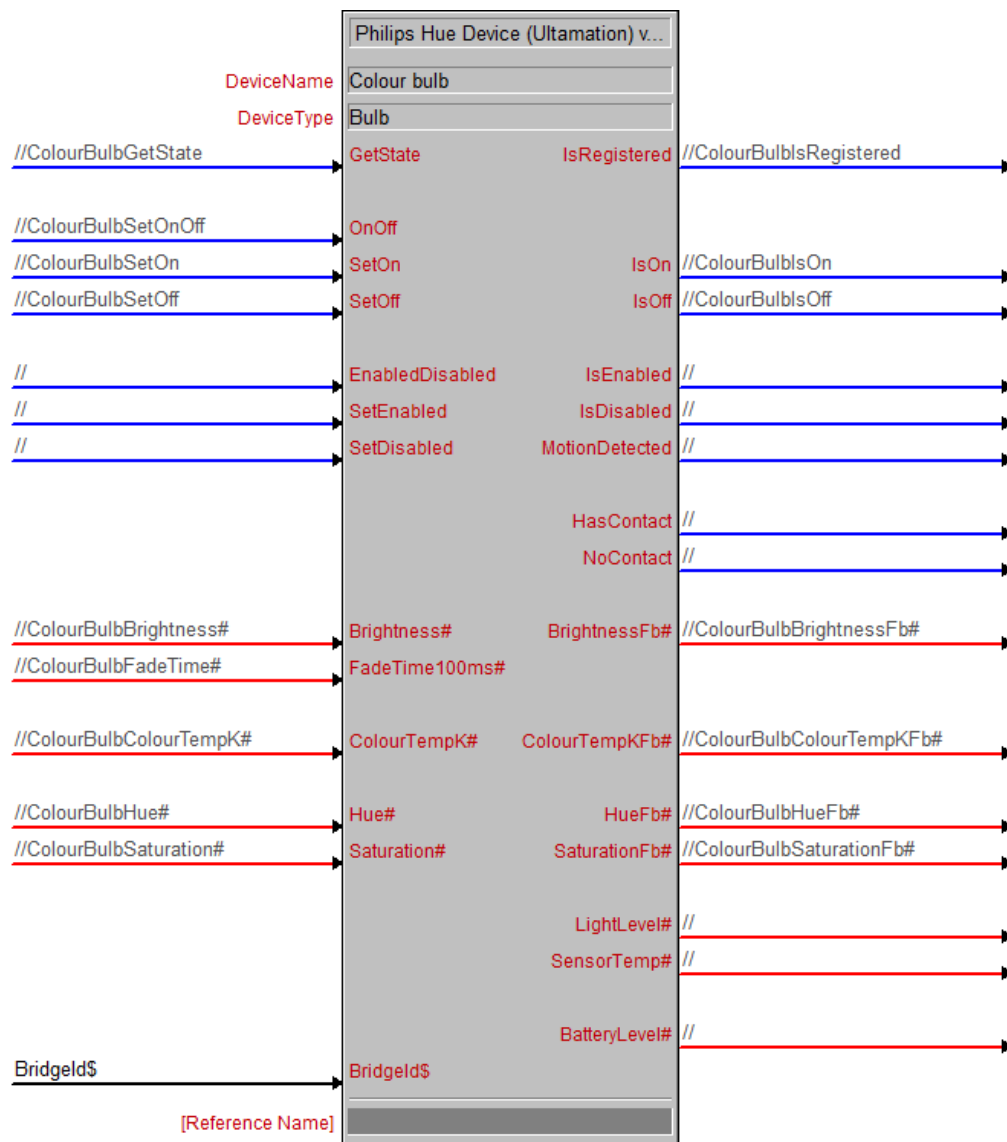 Philips Hue Device (Ultamation) v...
DeviceName Colour bulb
DeviceType Bulb
//ColourBulbGetState GetState IsRegistered //ColourBulbIsRegistered
//ColourBulbSetOnOff OnOff
//ColourBulbSetOn SetOn IsOn //ColourBulbIsOn
//ColourBulbSetOff SetOff IsOff //ColourBulbIsOff
// EnabledDisabled IsEnabled //
// SetEnabled IsDisabled //
// SetDisabled MotionDetected //
HasContact //
NoContact //
//ColourBulbBrightness# Brightness# BrightnessFb# //ColourBulbBrightnessFb#
//ColourBulbFadeTime# FadeTime100ms#
//ColourBulbColourTempK# ColourTempK# ColourTempKFb# //ColourBulbColourTempKFb#
//ColourBulbHue# Hue# HueFb# //ColourBulbHueFb#
//ColourBulbSaturation# Saturation# SaturationFb# //ColourBulbSaturationFb#
LightLevel# //
SensorTemp# //
BatteryLevel# //
BridgeId$ BridgeId$
[Reference Name]